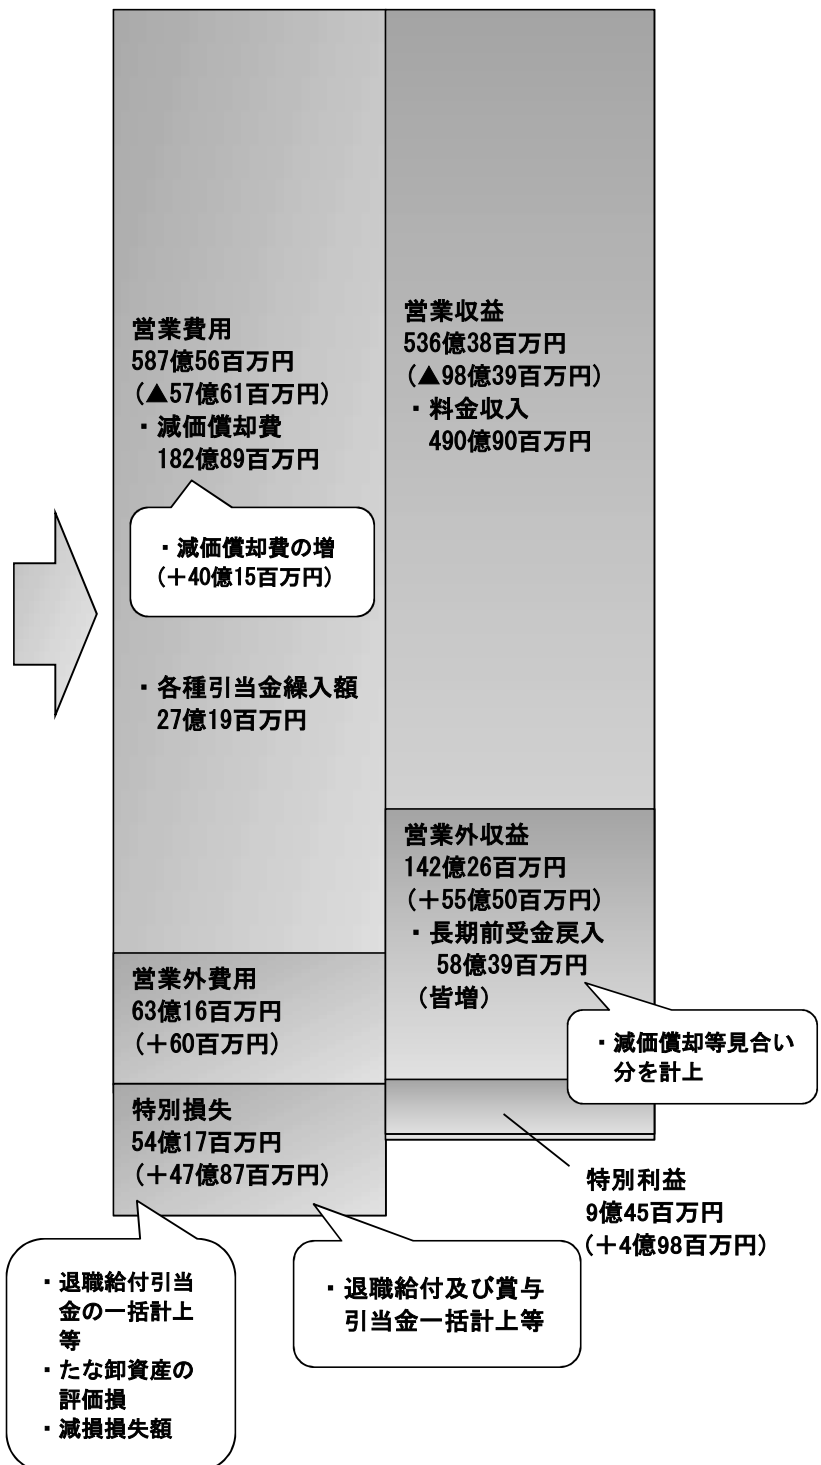 営業費用
587億56百万円
(▲57億61百万円)
・減価償却費
182億89百万円
・減価償却費の増
(＋40億15百万円)
・各種引当金繰入額
27億19百万円
営業外費用
63億16百万円
(＋60百万円)
特別損失
54億17百万円
(＋47億87百万円)
・退職給付引当
金の一括計上
等
・たな卸資産の
評価損
・減損損失額
・退職給付及び賞与
引当金一括計上等
営業収益
536億38百万円
(▲98億39百万円)
・料金収入
490億90百万円
営業外収益
142億26百万円
(＋55億50百万円)
・長期前受金戻入
58億39百万円
(皆増)
・減価償却等見合い
分を計上
特別利益
9億45百万円
(＋4億98百万円)